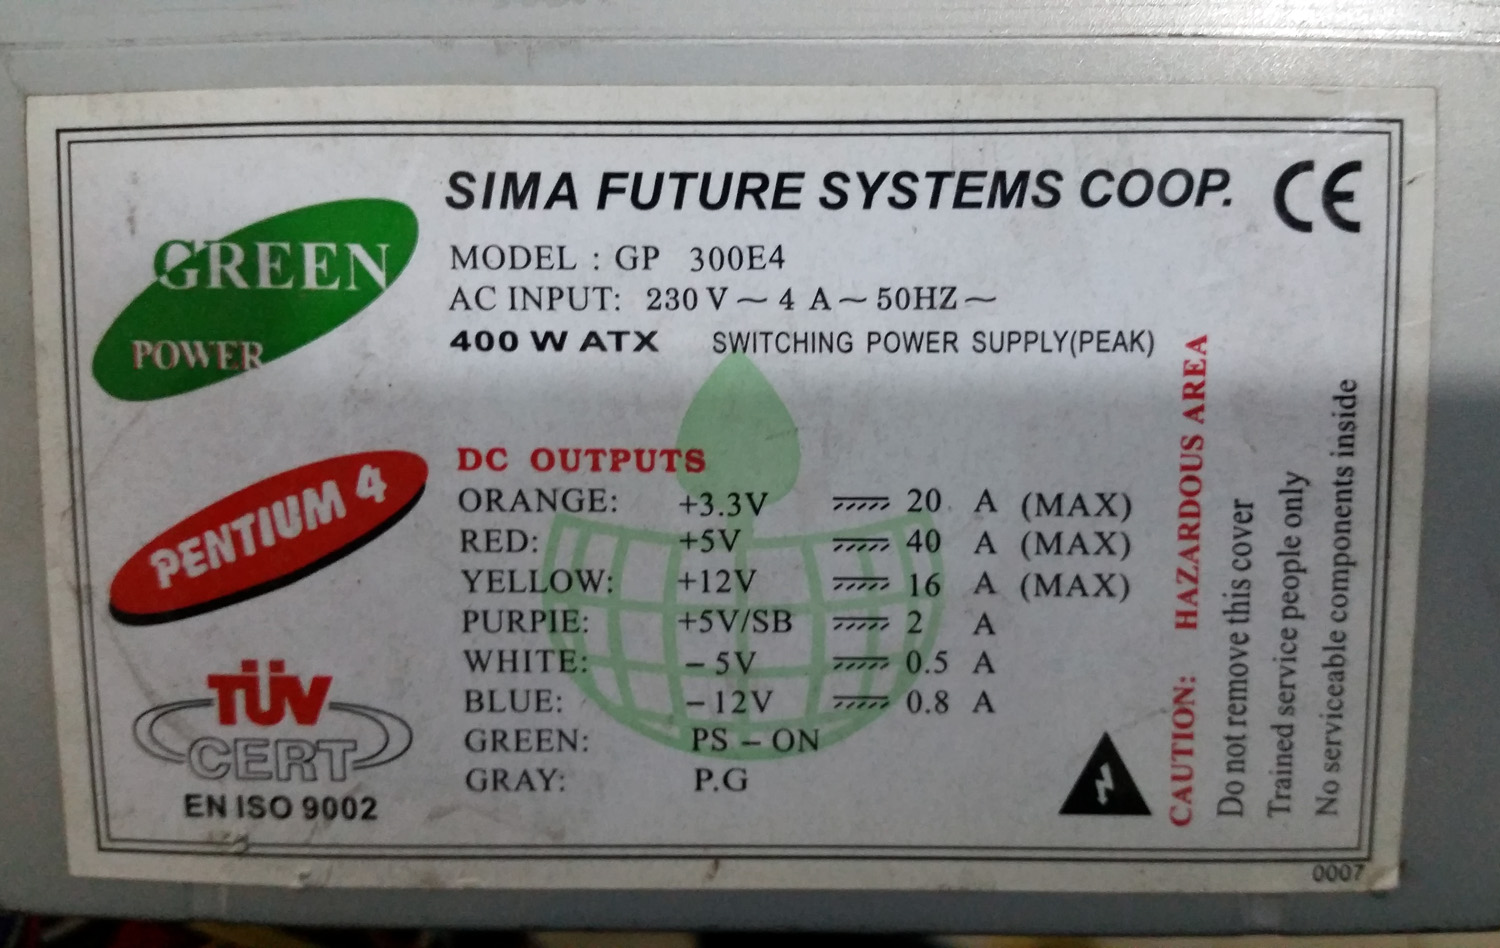 SIMA FUTURE SYSTEMS COOP. CE
GREEN
POWER
MODEL : GP 300E4
AC INPUT: 230 V ~ 4 A ~ 50HZ ~
400 W ATX SWITCHING POWER SUPPLY(PEAK)
PENTIUM 4
TÜV
CERT
EN ISO 9002
DC OUTPUTS
ORANGE: +3.3V ⎓ 20 A (MAX)
RED: +5V ⎓ 40 A (MAX)
YELLOW: +12V ⎓ 16 A (MAX)
PURPIE: +5V/SB ⎓ 2 A
WHITE: – 5V ⎓ 0.5 A
BLUE: – 12V ⎓ 0.8 A
GREEN: PS – ON
GRAY: P.G
CAUTION: HAZARDOUS AREA
Do not remove this cover
Trained service people only
No serviceable components inside
0007